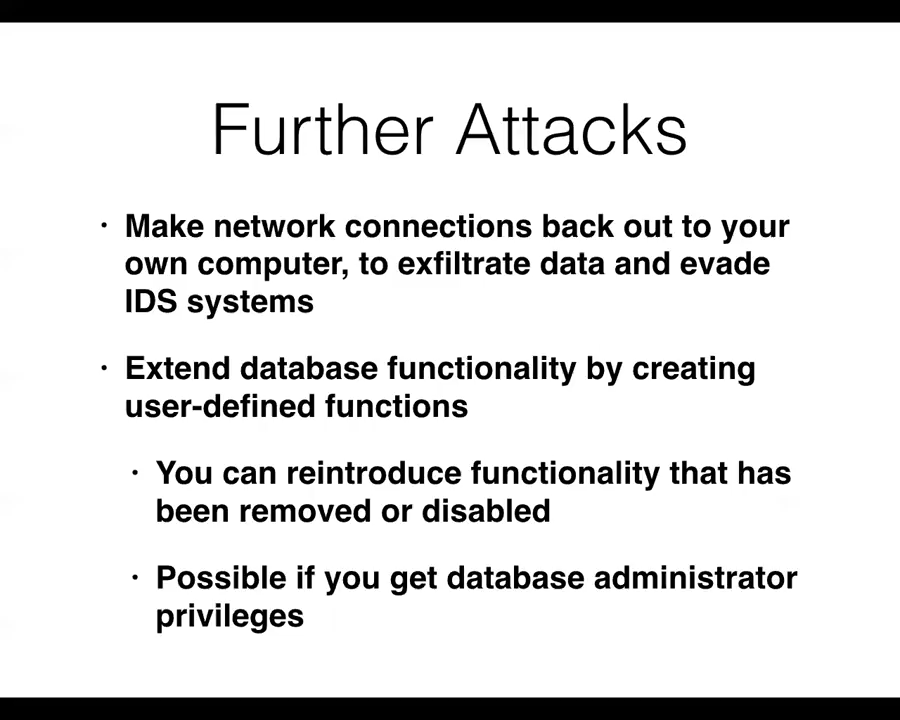 Further Attacks
• Make network connections back out to your
own computer, to exfiltrate data and evade
IDS systems
• Extend database functionality by creating
user-defined functions
• You can reintroduce functionality that has
been removed or disabled
• Possible if you get database administrator
privileges